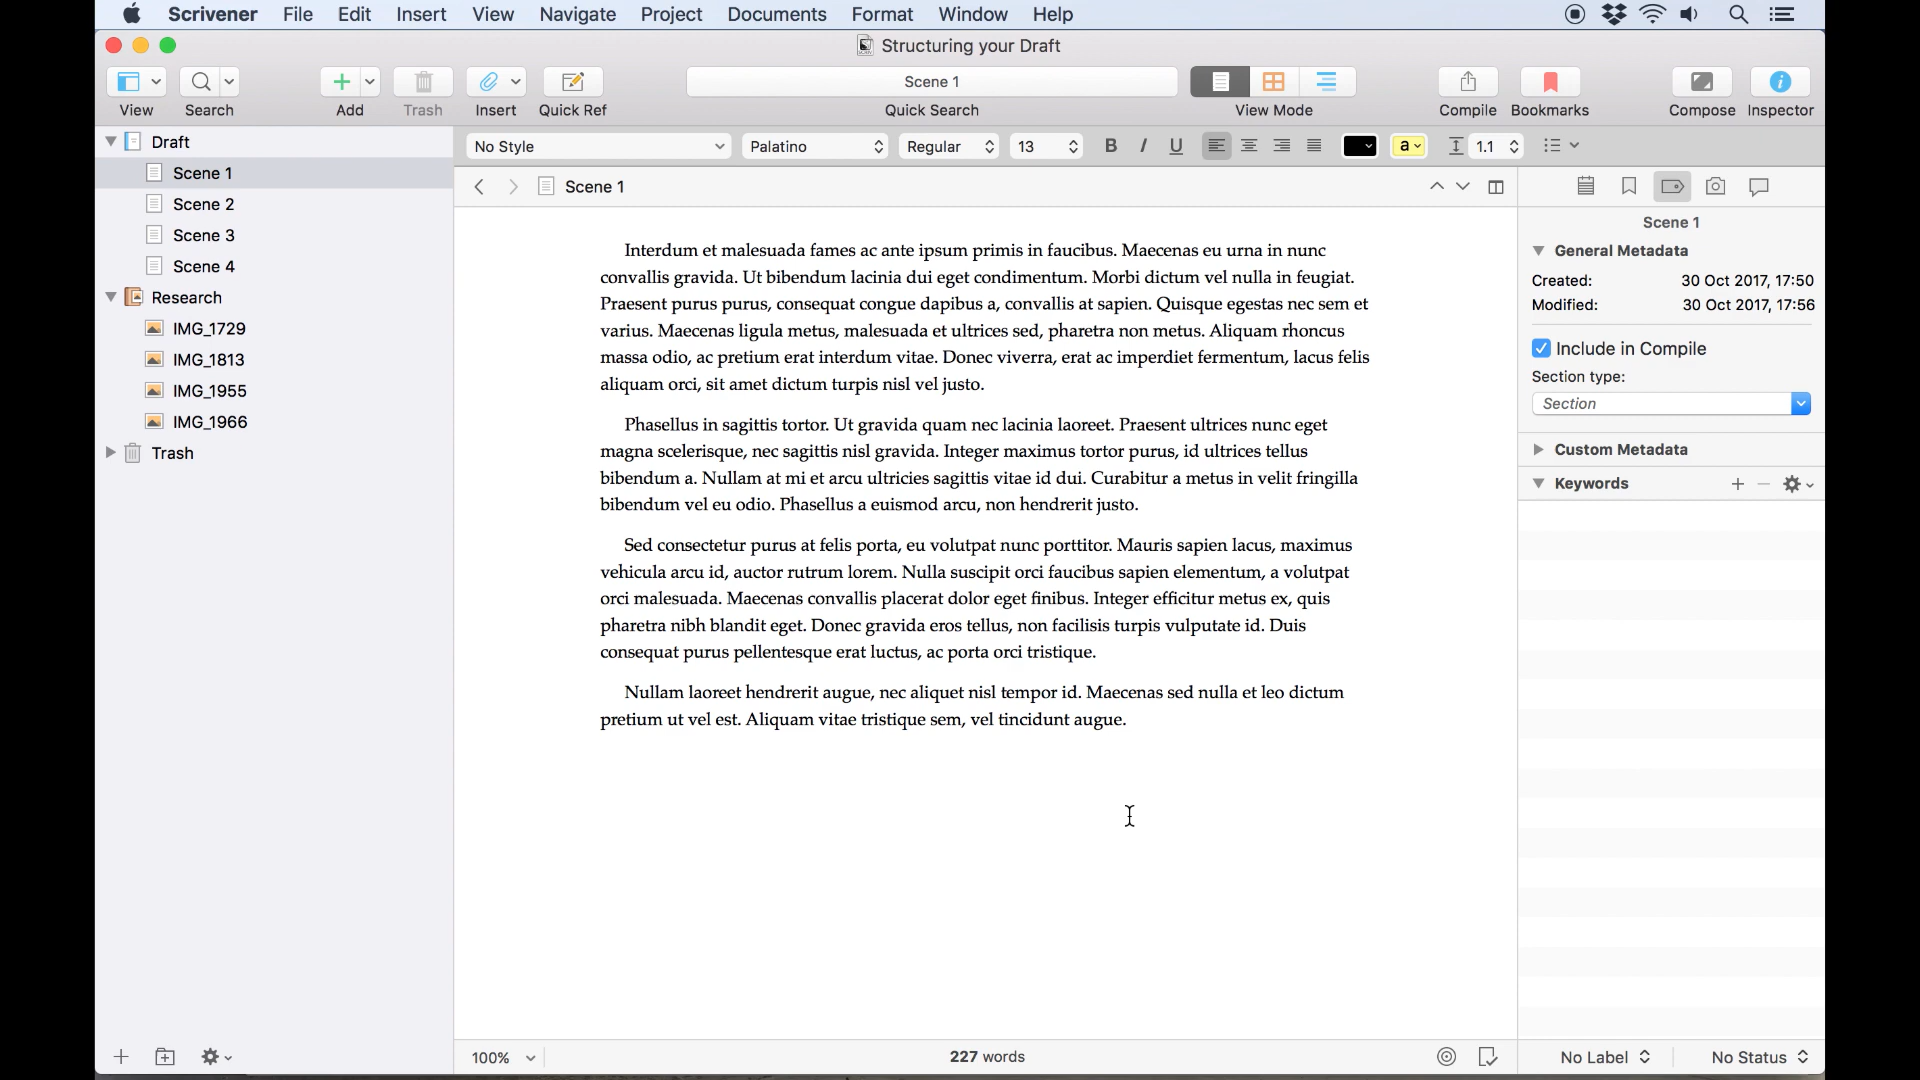 Scrivener File Edit Insert View Navigate Project Documents Format Window Help
Structuring your Draft
Scene 1
View Search Add Trash Insert Quick Ref Quick Search View Mode Compile Bookmarks Compose Inspector
Draft
Scene 1
Scene 2
Scene 3
Scene 4
Research
IMG_1729
IMG_1813
IMG_1955
IMG_1966
Trash
No Style Palatino Regular 13 B I U a 1.1
Scene 1
Interdum et malesuada fames ac ante ipsum primis in faucibus. Maecenas eu urna in nunc
convallis gravida. Ut bibendum lacinia dui eget condimentum. Morbi dictum vel nulla in feugiat.
Praesent purus purus, consequat congue dapibus a, convallis at sapien. Quisque egestas nec sem et
varius. Maecenas ligula metus, malesuada et ultrices sed, pharetra non metus. Aliquam rhoncus
massa odio, ac pretium erat interdum vitae. Donec viverra, erat ac imperdiet fermentum, lacus felis
aliquam orci, sit amet dictum turpis nisl vel justo.
Phasellus in sagittis tortor. Ut gravida quam nec lacinia laoreet. Praesent ultrices nunc eget
magna scelerisque, nec sagittis nisl gravida. Integer maximus tortor purus, id ultrices tellus
bibendum a. Nullam at mi et arcu ultricies sagittis vitae id dui. Curabitur a metus in velit fringilla
bibendum vel eu odio. Phasellus a euismod arcu, non hendrerit justo.
Sed consectetur purus at felis porta, eu volutpat nunc porttitor. Mauris sapien lacus, maximus
vehicula arcu id, auctor rutrum lorem. Nulla suscipit orci faucibus sapien elementum, a volutpat
orci malesuada. Maecenas convallis placerat dolor eget finibus. Integer efficitur metus ex, quis
pharetra nibh blandit eget. Donec gravida eros tellus, non facilisis turpis vulputate id. Duis
consequat purus pellentesque erat luctus, ac porta orci tristique.
Nullam laoreet hendrerit augue, nec aliquet nisl tempor id. Maecenas sed nulla et leo dictum
pretium ut vel est. Aliquam vitae tristique sem, vel tincidunt augue.
100% 227 words
Scene 1
General Metadata
Created: 30 Oct 2017, 17:50
Modified: 30 Oct 2017, 17:56
Include in Compile
Section type:
Section
Custom Metadata
Keywords
No Label No Status